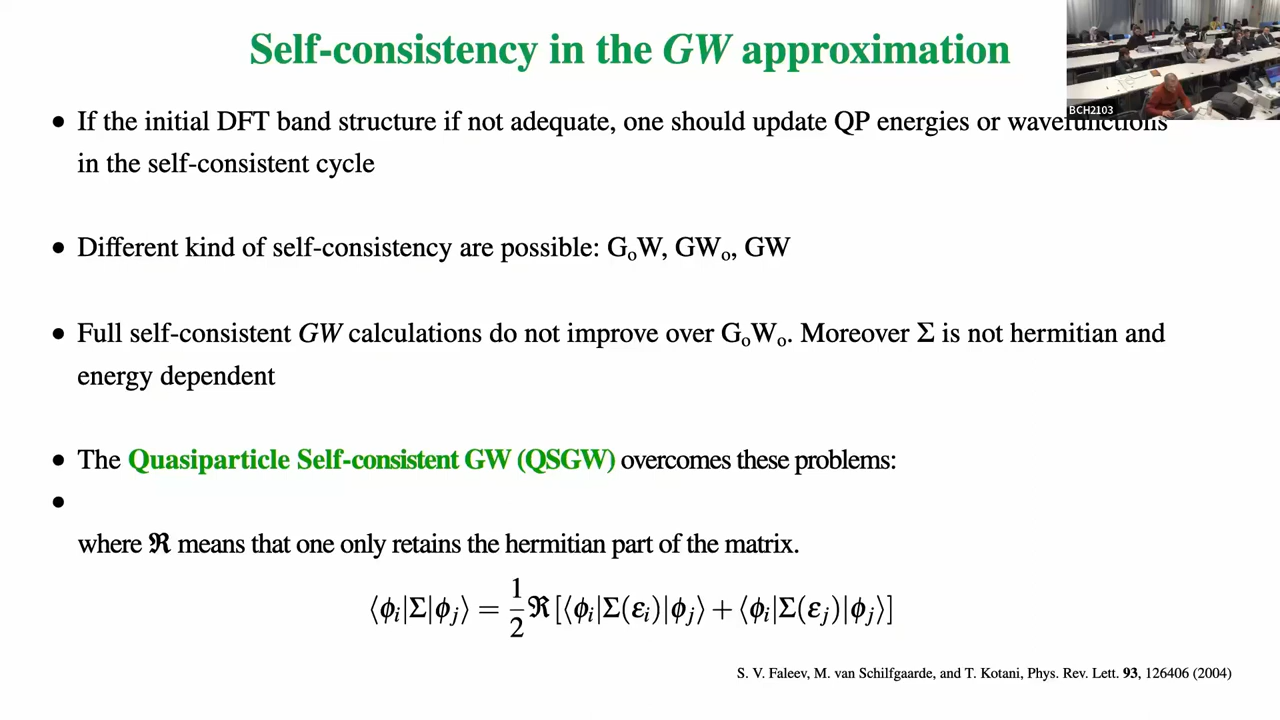 Self-consistency in the GW approximation
BCH2103
• If the initial DFT band structure if not adequate, one should update QP energies or wavefunctions
in the self-consistent cycle
• Different kind of self-consistency are possible: GₒW, GWₒ, GW
• Full self-consistent GW calculations do not improve over GₒWₒ. Moreover Σ is not hermitian and
energy dependent
• The Quasiparticle Self-consistent GW (QSGW) overcomes these problems:
•
where ℜ means that one only retains the hermitian part of the matrix.
⟨ϕᵢ|Σ|ϕⱼ⟩ = 1/2 ℜ [⟨ϕᵢ|Σ(εᵢ)|ϕⱼ⟩ + ⟨ϕᵢ|Σ(εⱼ)|ϕⱼ⟩]
S. V. Faleev, M. van Schilfgaarde, and T. Kotani, Phys. Rev. Lett. 93, 126406 (2004)